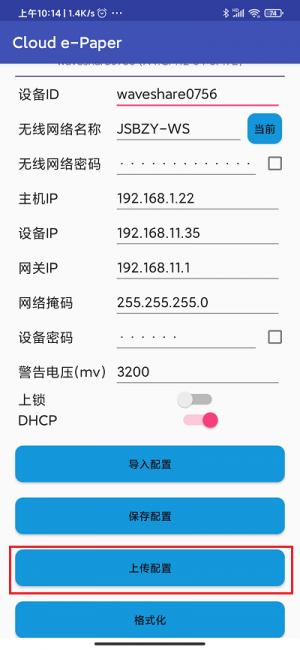 上午10:14 | 1.4K/s
74
Cloud e-Paper
设备ID waveshare0756
无线网络名称 JSBZY-WS 当前
无线网络密码 ·············
主机IP 192.168.1.22
设备IP 192.168.11.35
网关IP 192.168.11.1
网络掩码 255.255.255.0
设备密码 ······
警告电压(mv) 3200
上锁
DHCP
导入配置
保存配置
上传配置
格式化